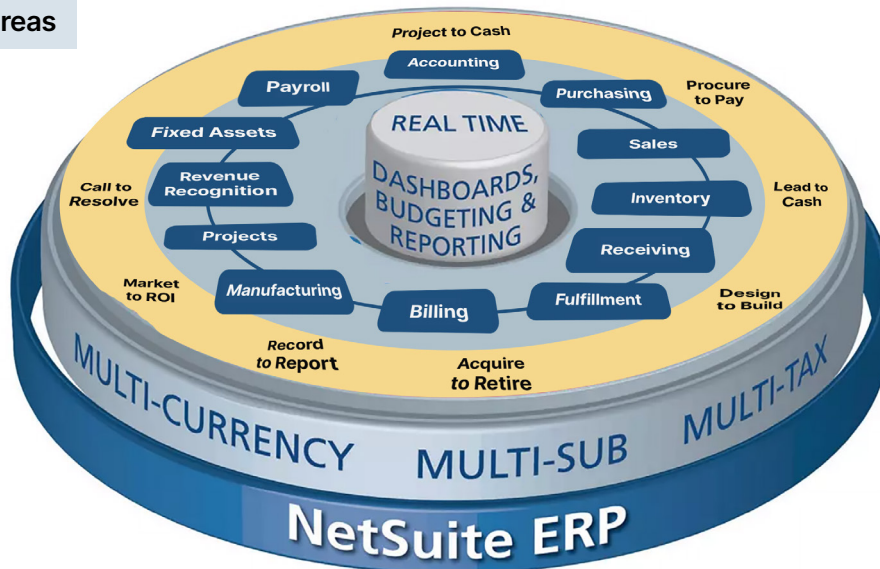 reas
Project to Cash
Accounting
Payroll
Purchasing
Procure
to Pay
REAL TIME
Fixed Assets
Sales
DASHBOARDS,
BUDGETING &
REPORTING
Call to
Resolve
Revenue
Recognition
Inventory
Lead to
Cash
Projects
Receiving
Market
to ROI
Manufacturing
Billing
Fulfillment
Design
to Build
Record
to Report
Acquire
to Retire
MULTI-CURRENCY
MULTI-SUB
MULTI-TAX
NetSuite ERP